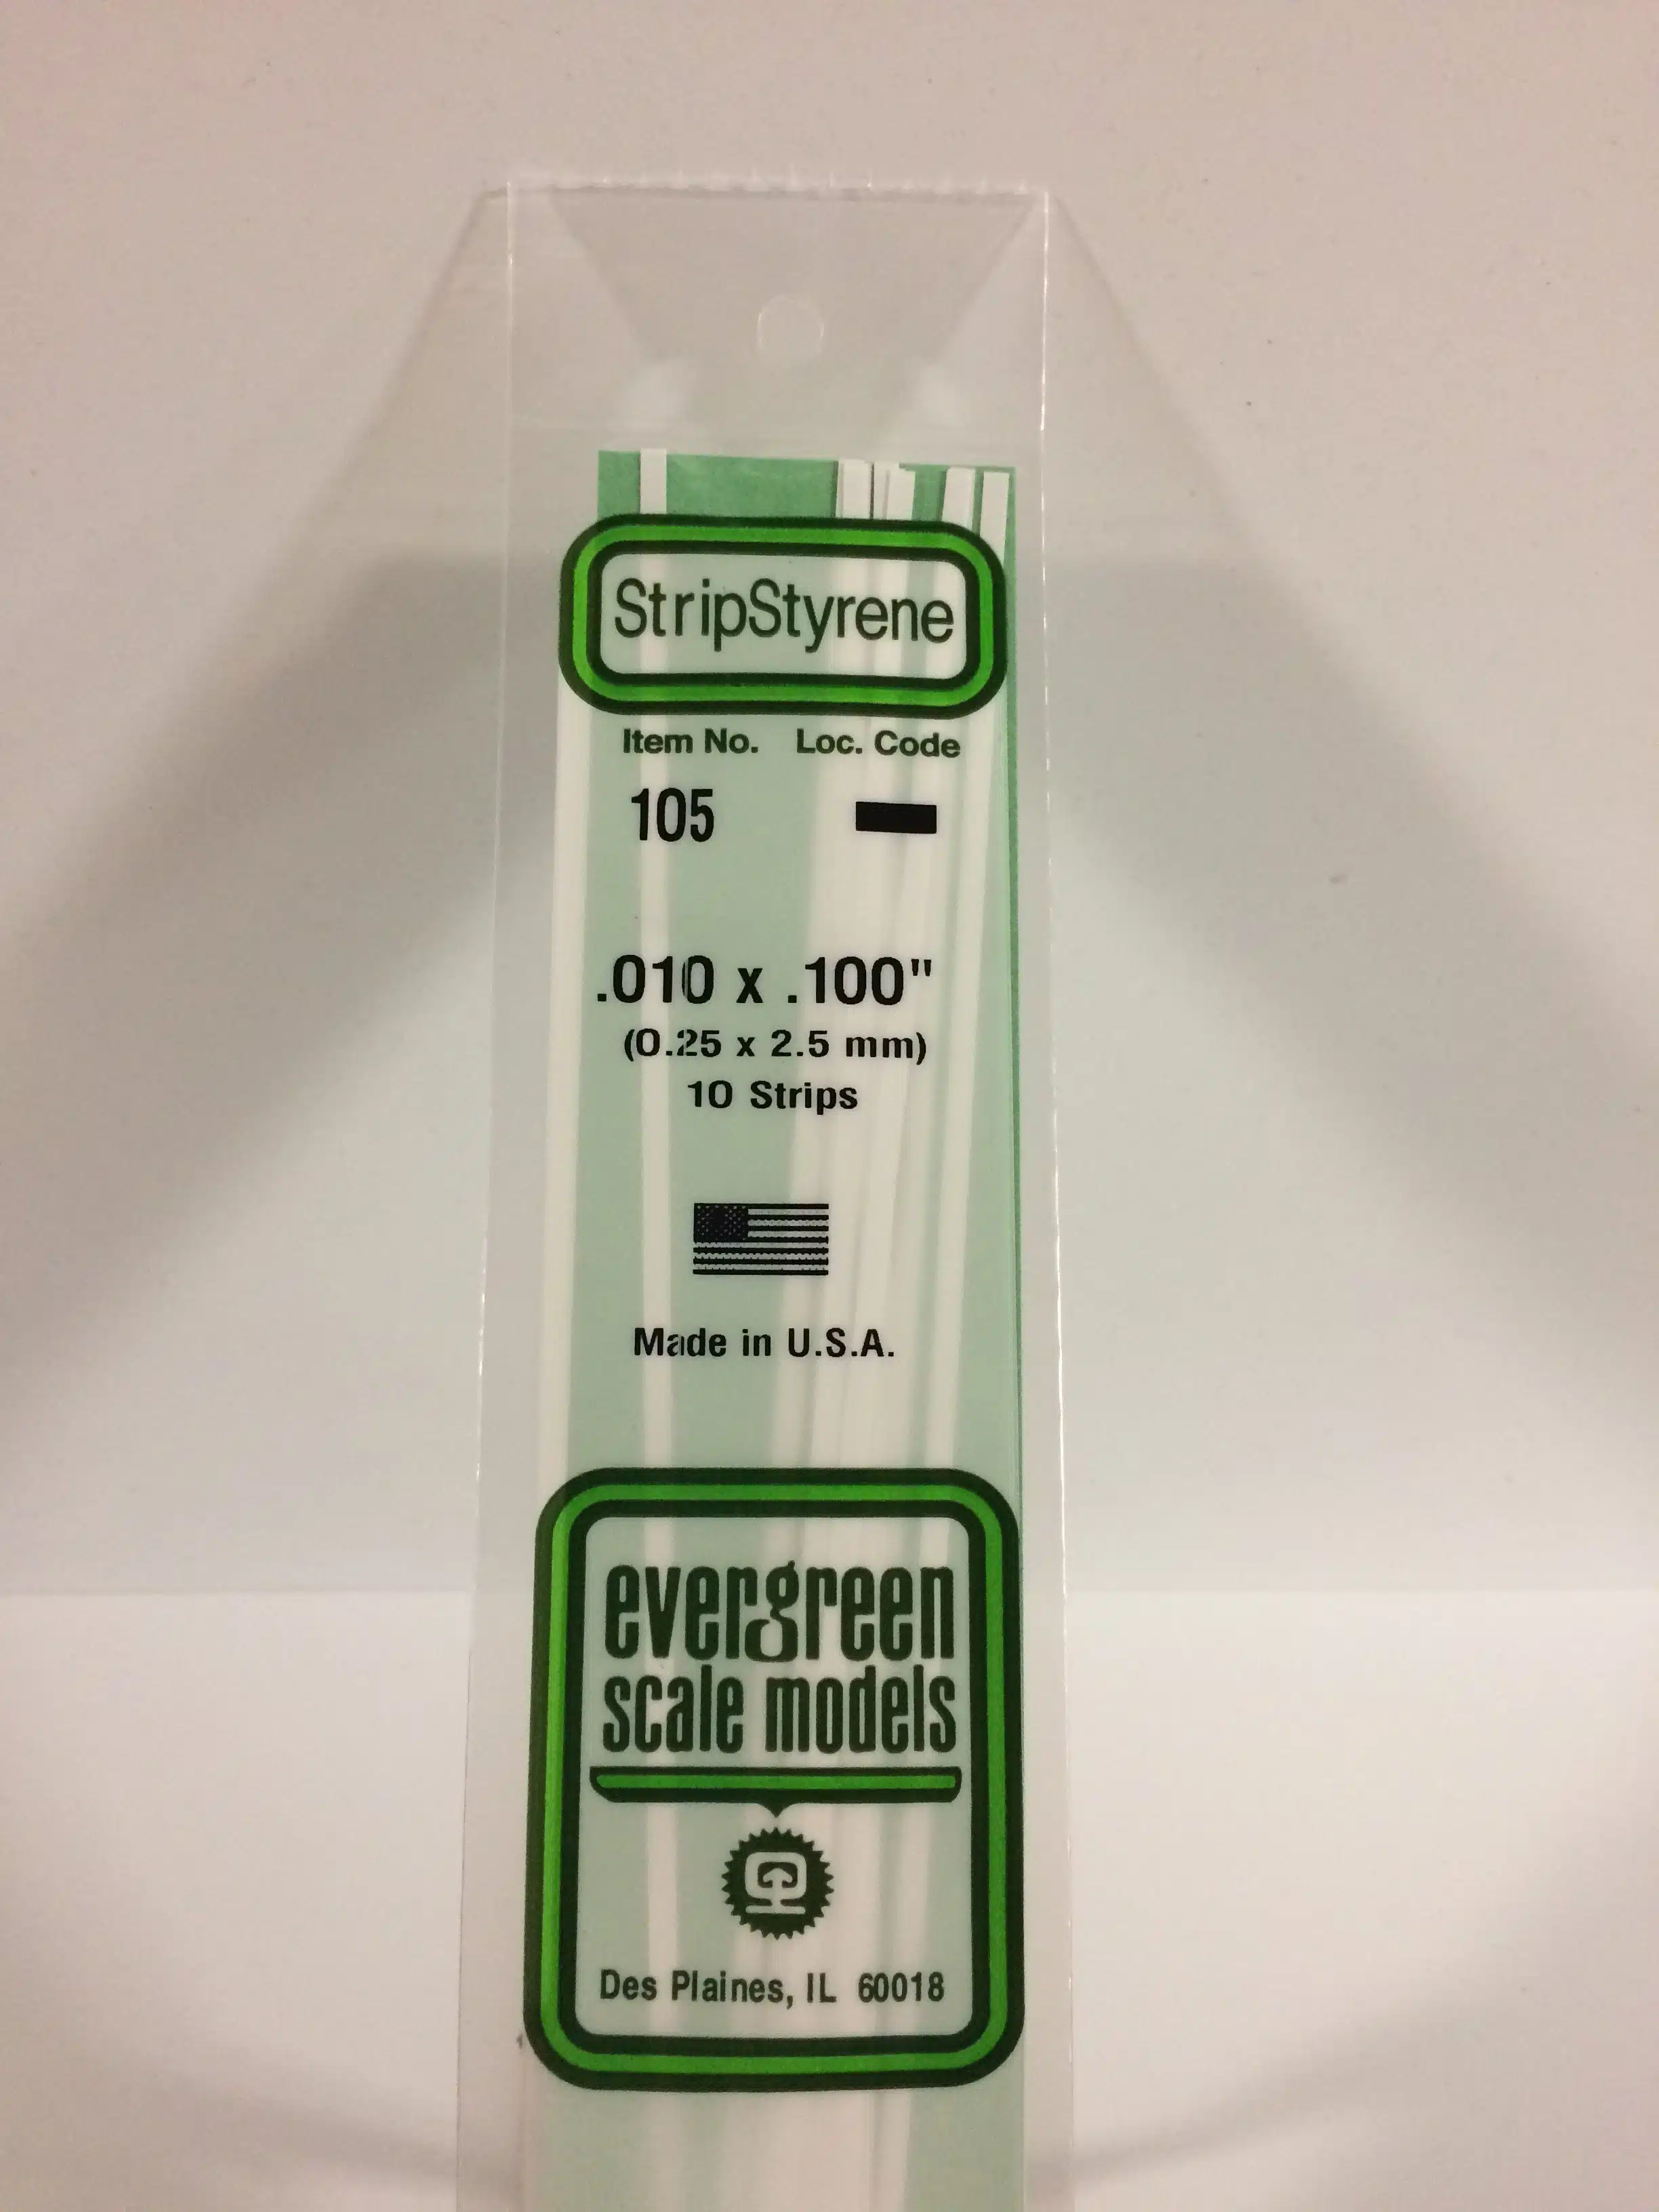 StripStyrene
Item No. Loc. Code
105
.010 x .100"
(0.25 x 2.5 mm)
10 Strips
Made in U.S.A.
evergreen
scale models
Des Plaines, IL 60018